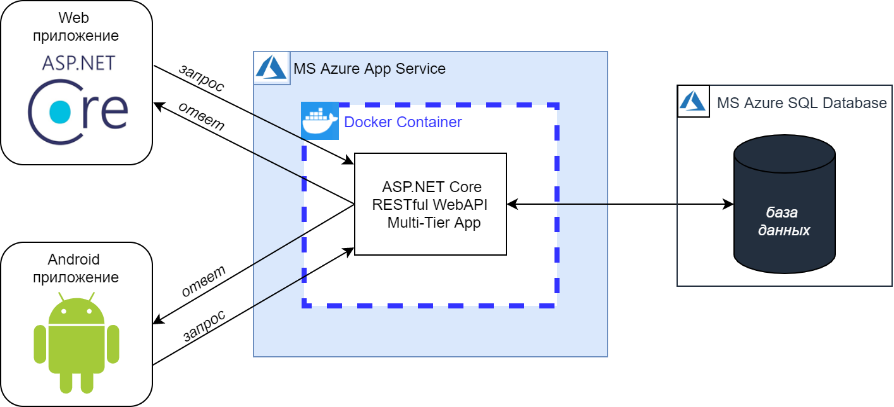 Web
приложение
ASP.NET
Core
запрос
ответ
Android
приложение
ответ
запрос
MS Azure App Service
Docker Container
ASP.NET Core
RESTful WebAPI
Multi-Tier App
MS Azure SQL Database
база
данных